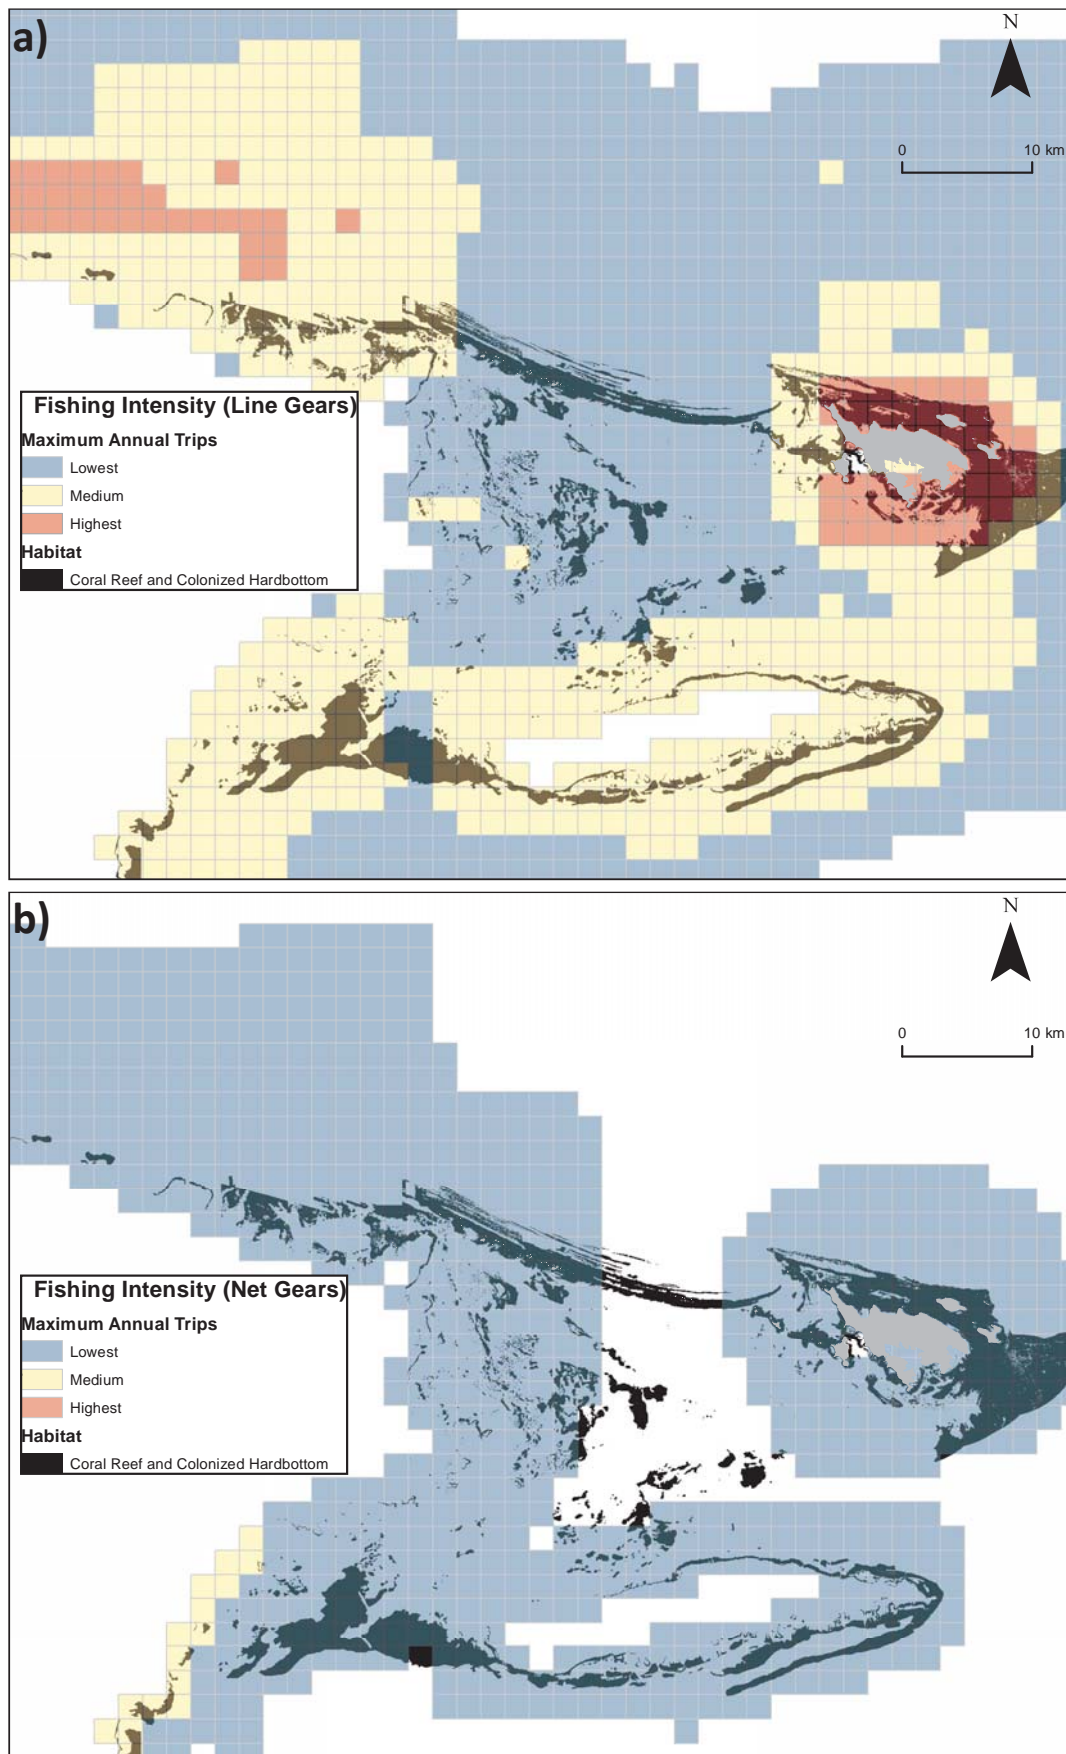 a)
N
0 10 km
Fishing Intensity (Line Gears)
Maximum Annual Trips
Lowest
Medium
Highest
Habitat
Coral Reef and Colonized Hardbottom
b)
N
0 10 km
Fishing Intensity (Net Gears)
Maximum Annual Trips
Lowest
Medium
Highest
Habitat
Coral Reef and Colonized Hardbottom